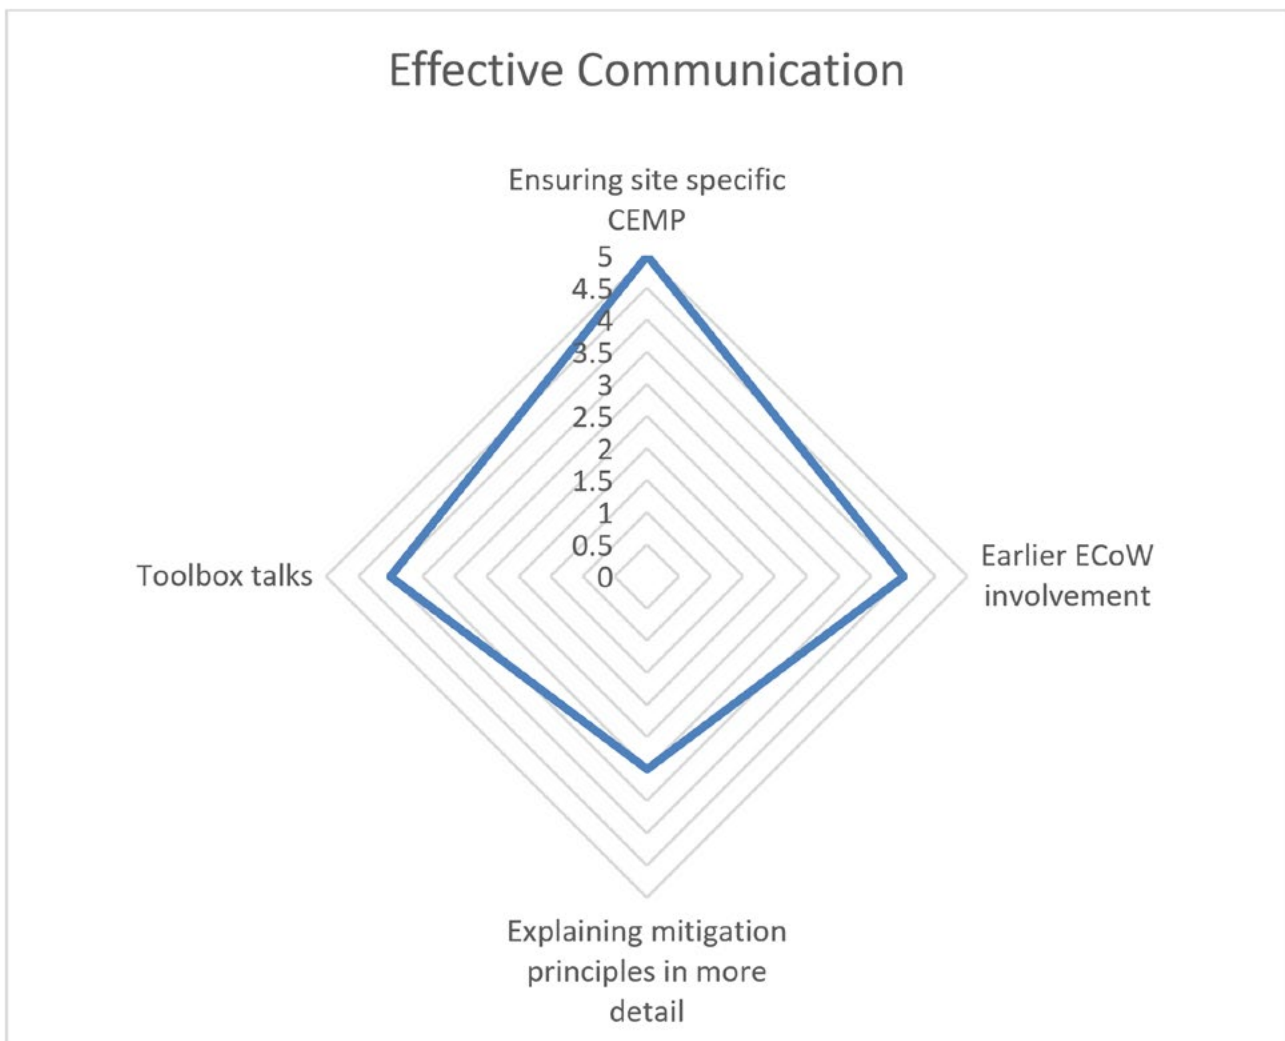 Effective Communication
Ensuring site specific
CEMP
5
4.5
4
3.5
3
2.5
2
1.5
1
0.5
0
Toolbox talks
Earlier ECoW
involvement
Explaining mitigation
principles in more
detail